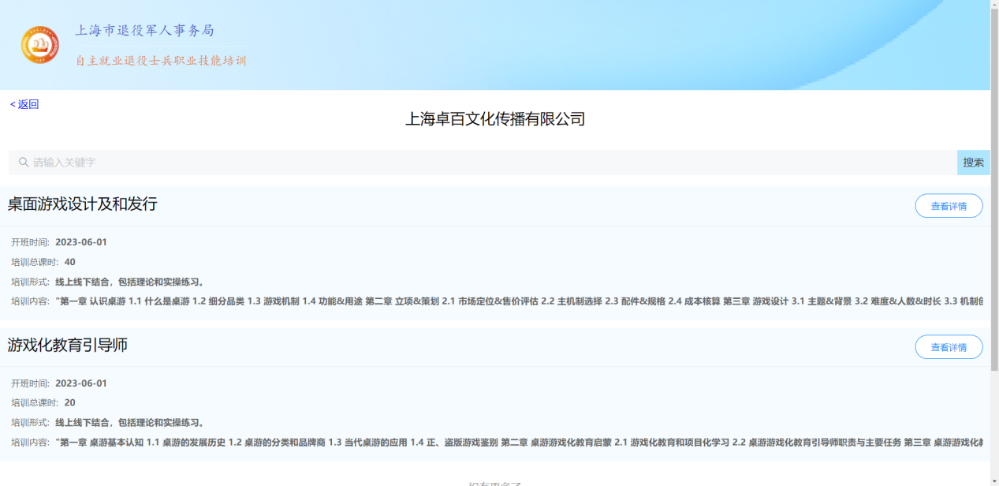 上海市退役军人事务局
自主就业退役士兵职业技能培训
< 返回
上海卓百文化传播有限公司
请输入关键字
搜索
桌面游戏设计及和发行
查看详情
开班时间: 2023-06-01
培训总课时: 40
培训形式: 线上线下结合，包括理论和实操练习。
培训内容: "第一章 认识桌游 1.1 什么是桌游 1.2 细分品类 1.3 游戏机制 1.4 功能&用途 第二章 立项&策划 2.1 市场定位&售价评估 2.2 主机制选择 2.3 配件&规格 2.4 成本核算 第三章 游戏设计 3.1 主题&背景 3.2 难度&人数&时长 3.3 机制
游戏化教育引导师
查看详情
开班时间: 2023-06-01
培训总课时: 20
培训形式: 线上线下结合，包括理论和实操练习。
培训内容: "第一章 桌游基本认知 1.1 桌游的发展历史 1.2 桌游的分类和品牌商 1.3 当代桌游的应用 1.4 正、盗版游戏鉴别 第二章 桌游游戏化教育启蒙 2.1 游戏化教育和项目化学习 2.2 桌游游戏化教育引导师职责与主要任务 第三章 桌游游戏化